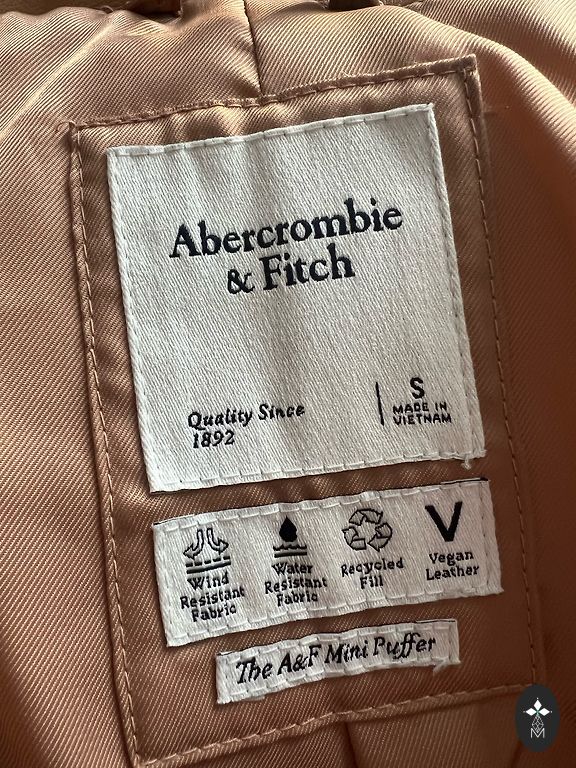 Abercrombie
& Fitch
Quality Since
1892
S
MADE IN
VIETNAM
Wind
Resistant
Fabric
Water
Resistant
Fabric
Recycled
Fill
V
Vegan
Leather
The A&F Mini Puffer
M